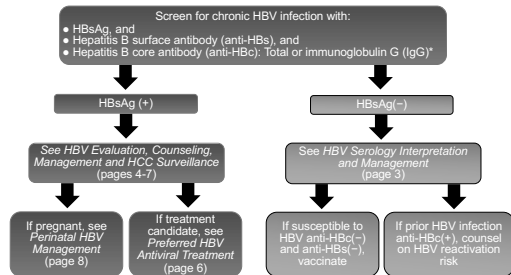 Screen for chronic HBV infection with:
● HBsAg, and
● Hepatitis B surface antibody (anti-HBs), and
● Hepatitis B core antibody (anti-HBc): Total or immunoglobulin G (IgG)*
HBsAg (+)
HBsAg(−)
See HBV Evaluation, Counseling,
Management and HCC Surveillance
(pages 4-7)
See HBV Serology Interpretation
and Management
(page 3)
If pregnant, see
Perinatal HBV
Management
(page 8)
If treatment
candidate, see
Preferred HBV
Antiviral Treatment
(page 6)
If susceptible to
HBV anti-HBc(−)
and anti-HBs(−),
vaccinate
If prior HBV infection
anti-HBc(+), counsel
on HBV reactivation
risk